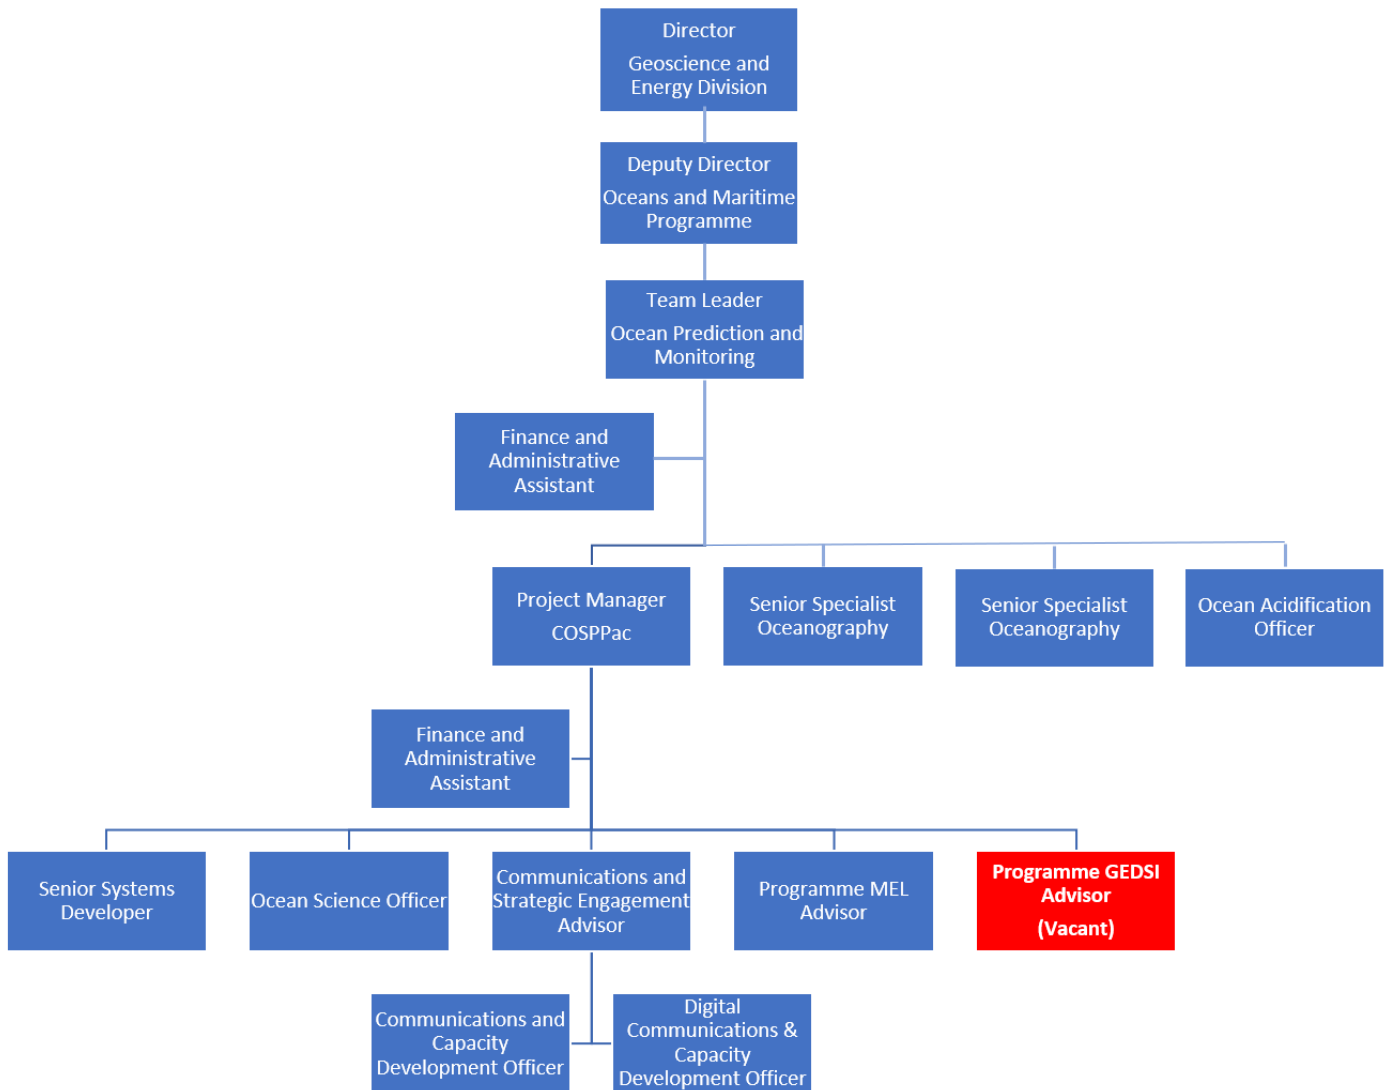 Director
Geoscience and
Energy Division
Deputy Director
Oceans and Maritime
Programme
Team Leader
Ocean Prediction and
Monitoring
Finance and
Administrative
Assistant
Project Manager
COSPPac
Senior Specialist
Oceanography
Senior Specialist
Oceanography
Ocean Acidification
Officer
Finance and
Administrative
Assistant
Senior Systems
Developer
Ocean Science Officer
Communications and
Strategic Engagement
Advisor
Programme MEL
Advisor
Programme GEDSI
Advisor
(Vacant)
Communications and
Capacity
Development Officer
Digital
Communications &
Capacity
Development Officer